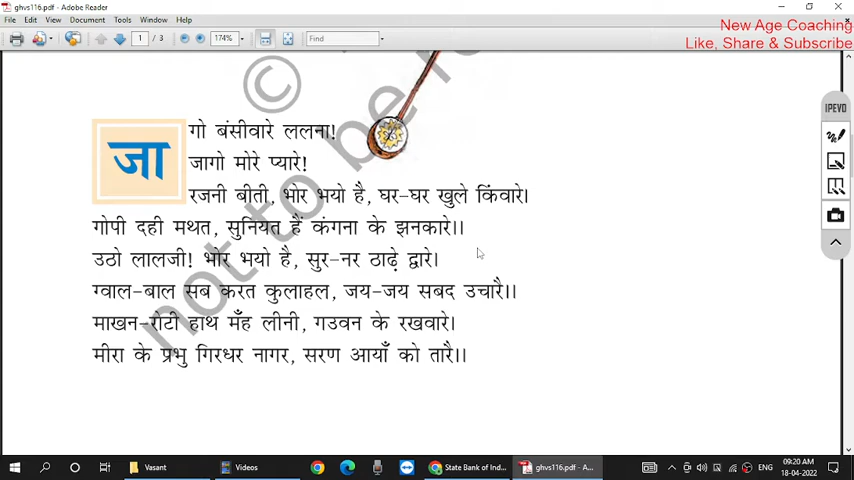 ghvs116.pdf - Adobe Reader
File Edit View Document Tools Window Help
New Age Coaching
Like, Share & Subscribe
1 / 3 174% Find
IPEVO
© not to be re
जागो बंसीवारे ललना!
जागो मोरे प्यारे!
रजनी बीती, भोर भयो है, घर-घर खुले किंवारे।
गोपी दही मथत, सुनियत हैं कंगना के झनकारे।।
उठो लालजी! भोर भयो है, सुर-नर ठाढ़े द्वारे।
ग्वाल-बाल सब करत कुलाहल, जय-जय सबद उचारै।।
माखन-रोटी हाथ मँह लीनी, गउवन के रखवारे।
मीरा के प्रभु गिरधर नागर, सरण आयाँ को तारै।।
Vasant Videos State Bank of Ind... ghvs116.pdf - A... ENG 09:20 AM
18-04-2022